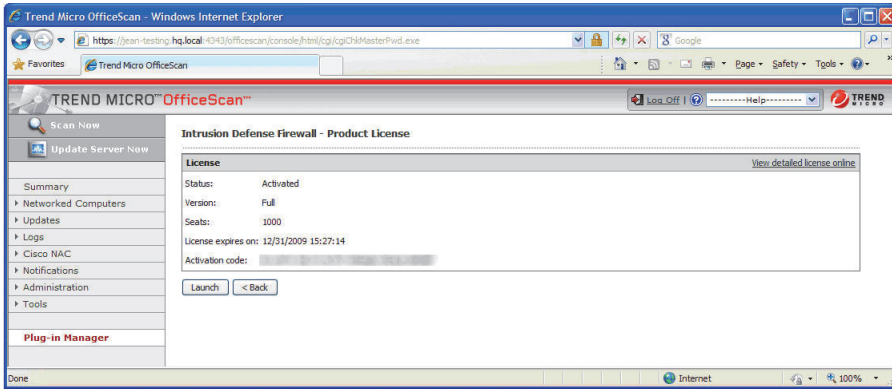 Trend Micro OfficeScan - Windows Internet Explorer
https://jean-testing.hq.local:4343/officescan/console/html/cgi/cgiChkMasterPwd.exe
Google
Favorites
Trend Micro OfficeScan
Page
Safety
Tools
TREND MICRO™ OfficeScan™
Log Off | ? ---------Help---------
TREND
MICRO
Scan Now
Update Server Now
Summary
Networked Computers
Updates
Logs
Cisco NAC
Notifications
Administration
Tools
Plug-in Manager
Intrusion Defense Firewall - Product License
License
View detailed license online
Status: Activated
Version: Full
Seats: 1000
License expires on: 12/31/2009 15:27:14
Activation code:
Launch
< Back
Done
Internet
100%